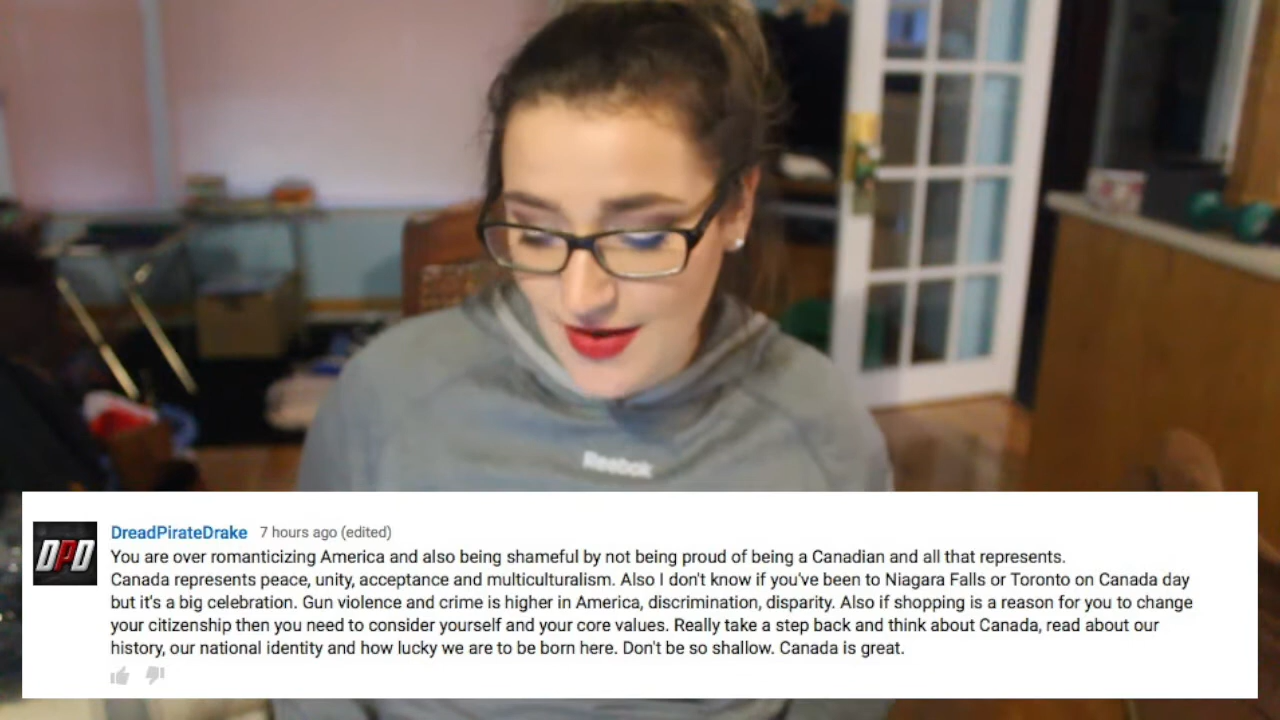 Reebok
DPD
DreadPirateDrake 7 hours ago (edited)
You are over romanticizing America and also being shameful by not being proud of being a Canadian and all that represents.
Canada represents peace, unity, acceptance and multiculturalism. Also I don't know if you've been to Niagara Falls or Toronto on Canada day
but it's a big celebration. Gun violence and crime is higher in America, discrimination, disparity. Also if shopping is a reason for you to change
your citizenship then you need to consider yourself and your core values. Really take a step back and think about Canada, read about our
history, our national identity and how lucky we are to be born here. Don't be so shallow. Canada is great.